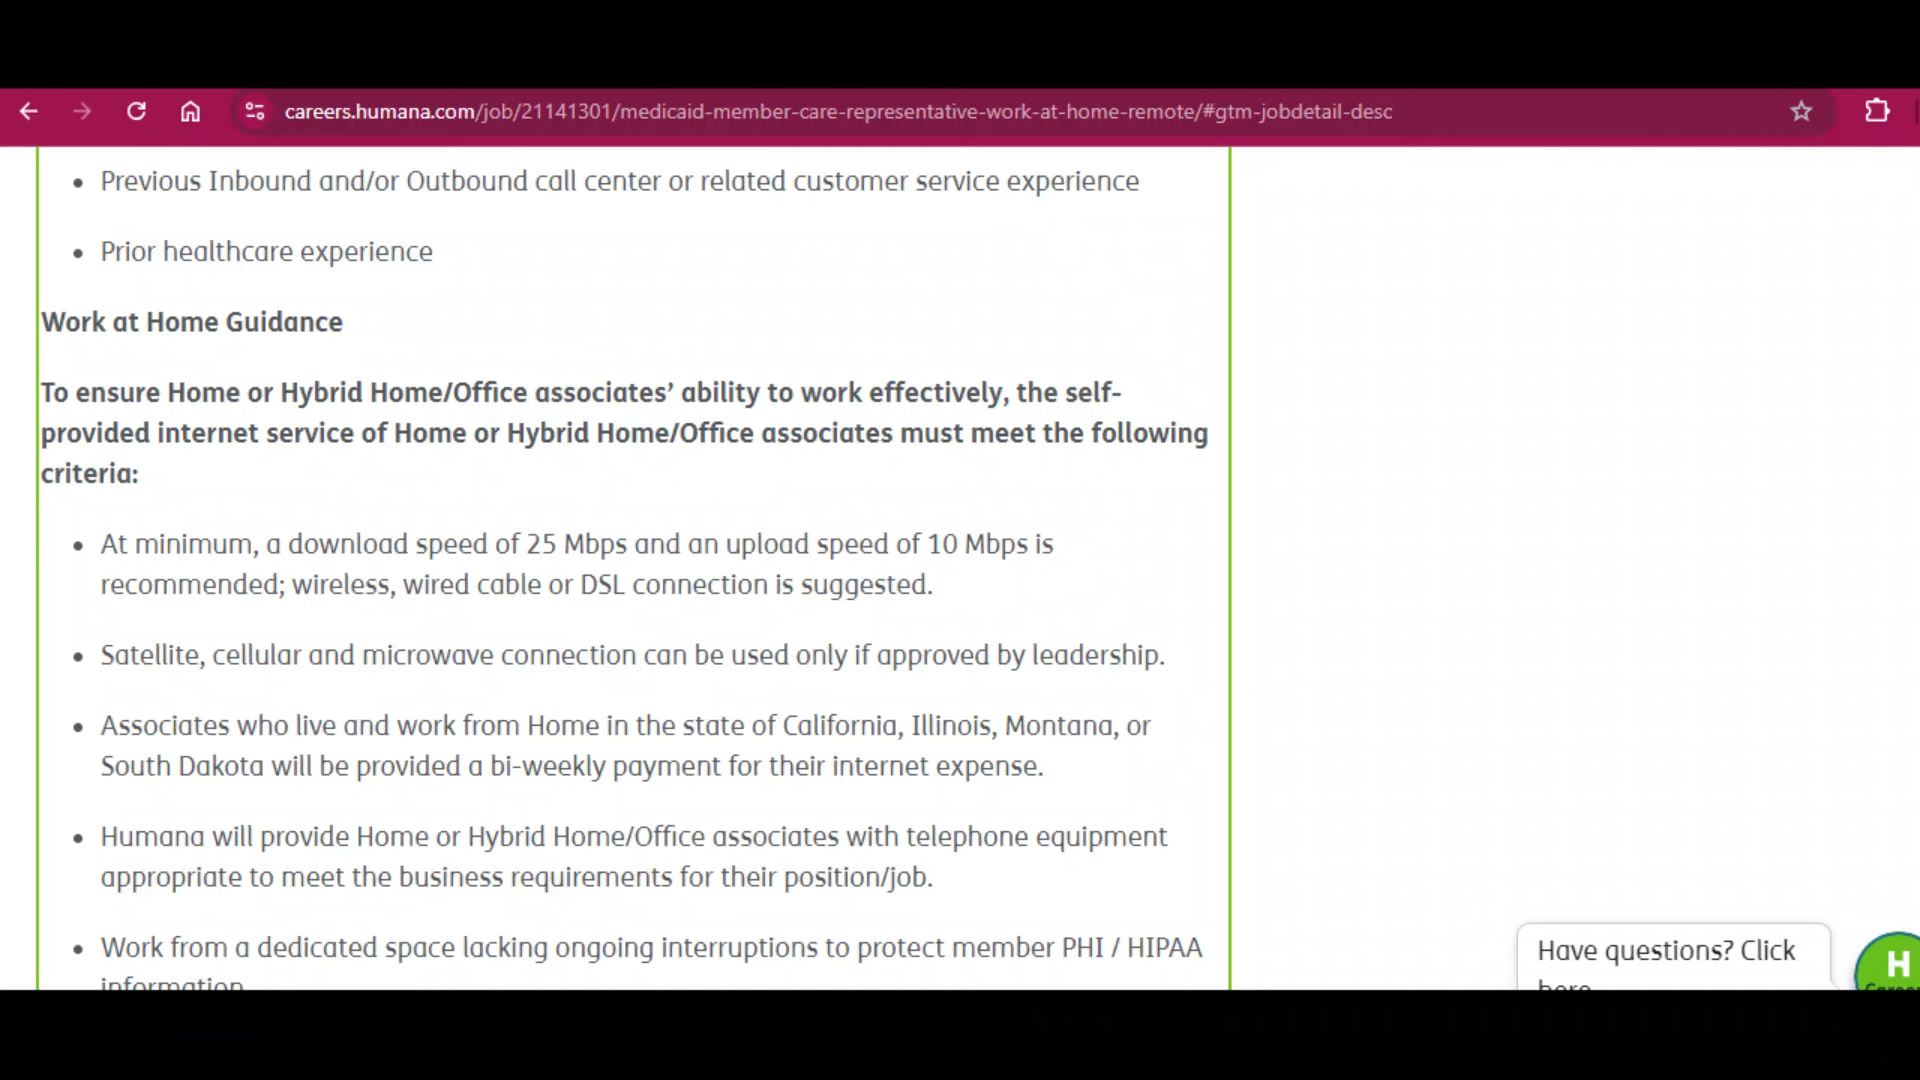 careers.humana.com/job/21141301/medicaid-member-care-representative-work-at-home-remote/#gtm-jobdetail-desc
• Previous Inbound and/or Outbound call center or related customer service experience
• Prior healthcare experience
Work at Home Guidance
To ensure Home or Hybrid Home/Office associates’ ability to work effectively, the self-
provided internet service of Home or Hybrid Home/Office associates must meet the following
criteria:
• At minimum, a download speed of 25 Mbps and an upload speed of 10 Mbps is
recommended; wireless, wired cable or DSL connection is suggested.
• Satellite, cellular and microwave connection can be used only if approved by leadership.
• Associates who live and work from Home in the state of California, Illinois, Montana, or
South Dakota will be provided a bi-weekly payment for their internet expense.
• Humana will provide Home or Hybrid Home/Office associates with telephone equipment
appropriate to meet the business requirements for their position/job.
• Work from a dedicated space lacking ongoing interruptions to protect member PHI / HIPAA
information
Have questions? Click
here
H